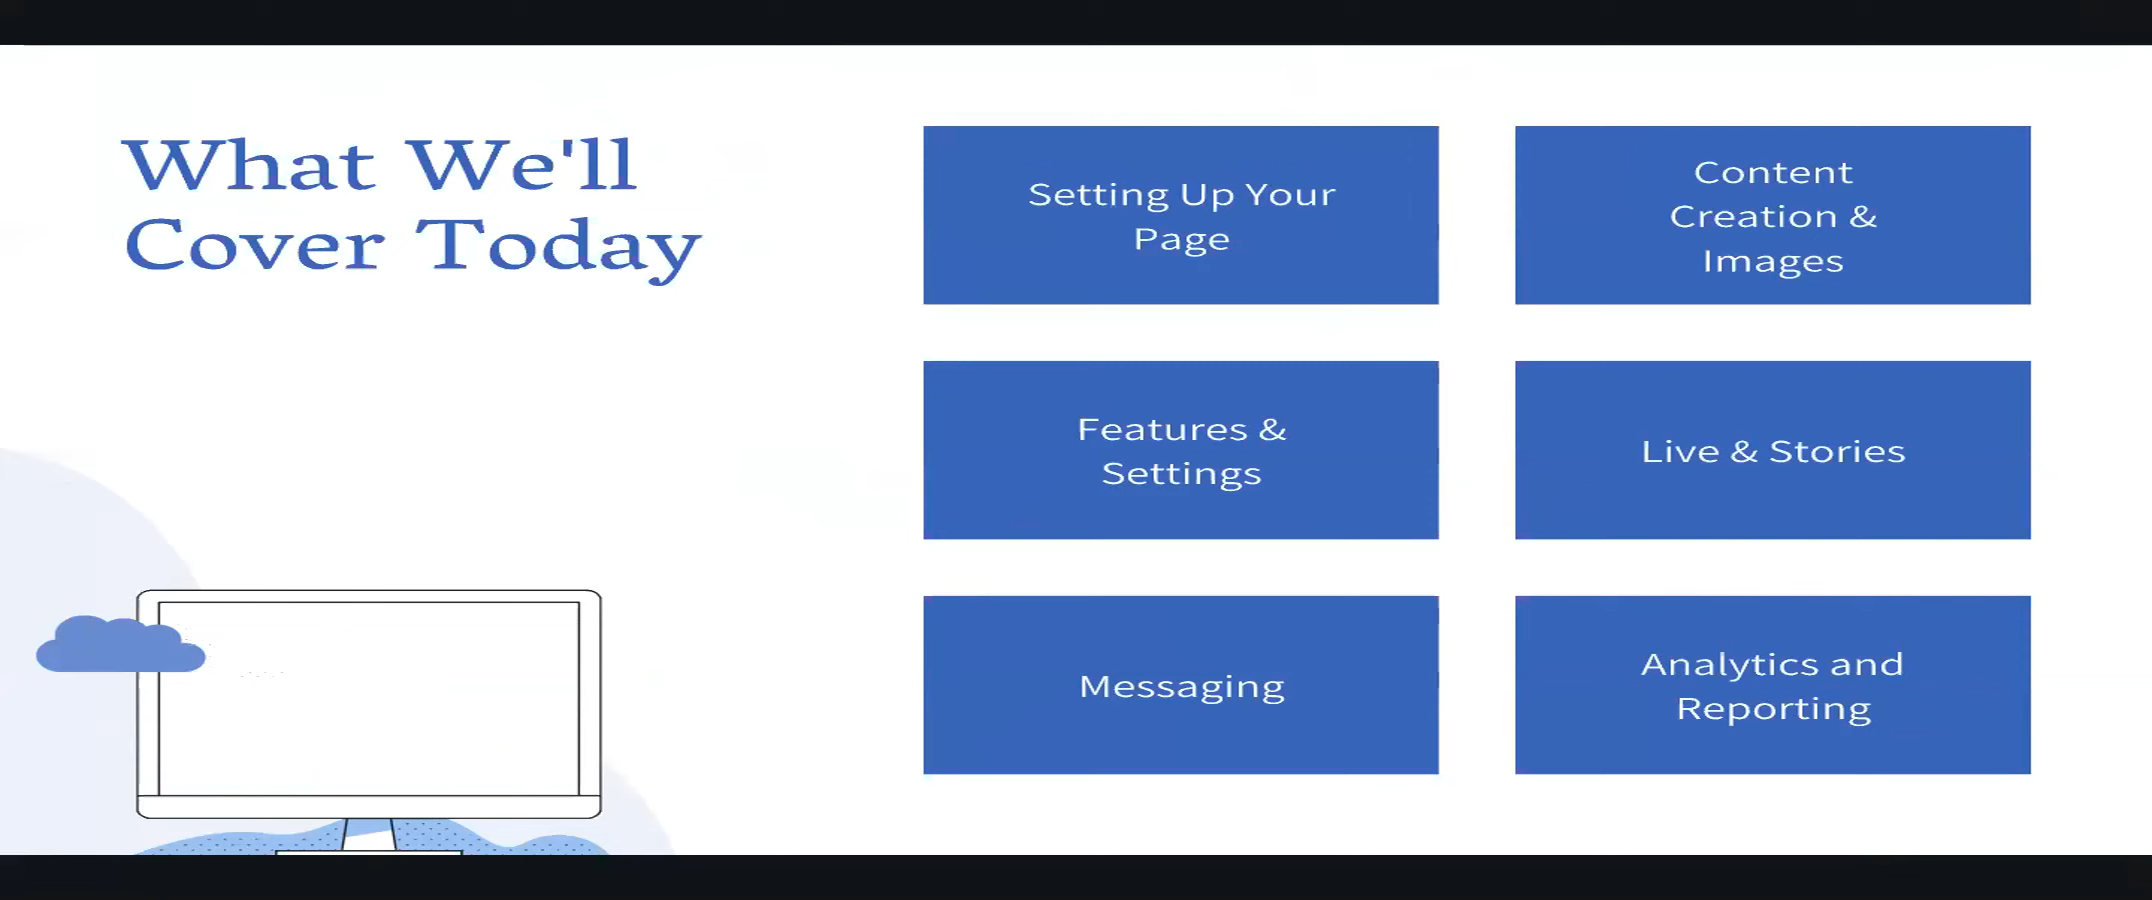 What We'll
Cover Today
Setting Up Your
Page
Content
Creation &
Images
Features &
Settings
Live & Stories
Messaging
Analytics and
Reporting